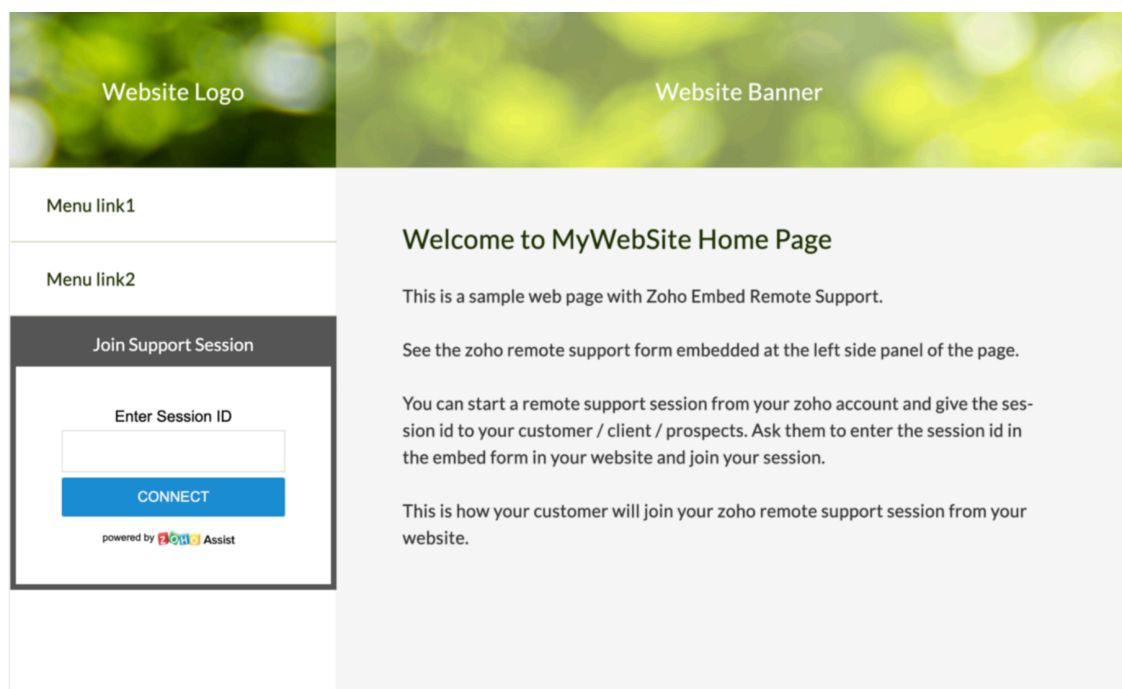 Website Logo
Website Banner
Menu link1
Menu link2
Join Support Session
Enter Session ID
CONNECT
powered by ZOHO Assist
Welcome to MyWebSite Home Page
This is a sample web page with Zoho Embed Remote Support.
See the zoho remote support form embedded at the left side panel of the page.
You can start a remote support session from your zoho account and give the ses-
sion id to your customer / client / prospects. Ask them to enter the session id in
the embed form in your website and join your session.
This is how your customer will join your zoho remote support session from your
website.